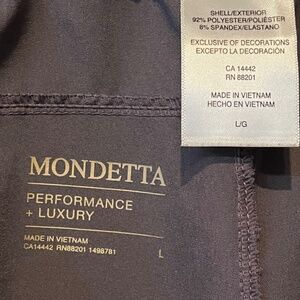 SHELL/EXTERIOR
92% POLYESTER/POLIÉSTER
8% SPANDEX/ELASTANO
EXCLUSIVE OF DECORATIONS
EXCEPTO LA DECORACIÓN
CA 14442
RN 88201
MADE IN VIETNAM
HECHO EN VIETNAM
L/G
MONDETTA
PERFORMANCE
+ LUXURY
MADE IN VIETNAM
CA14442 RN88201 1498781
L